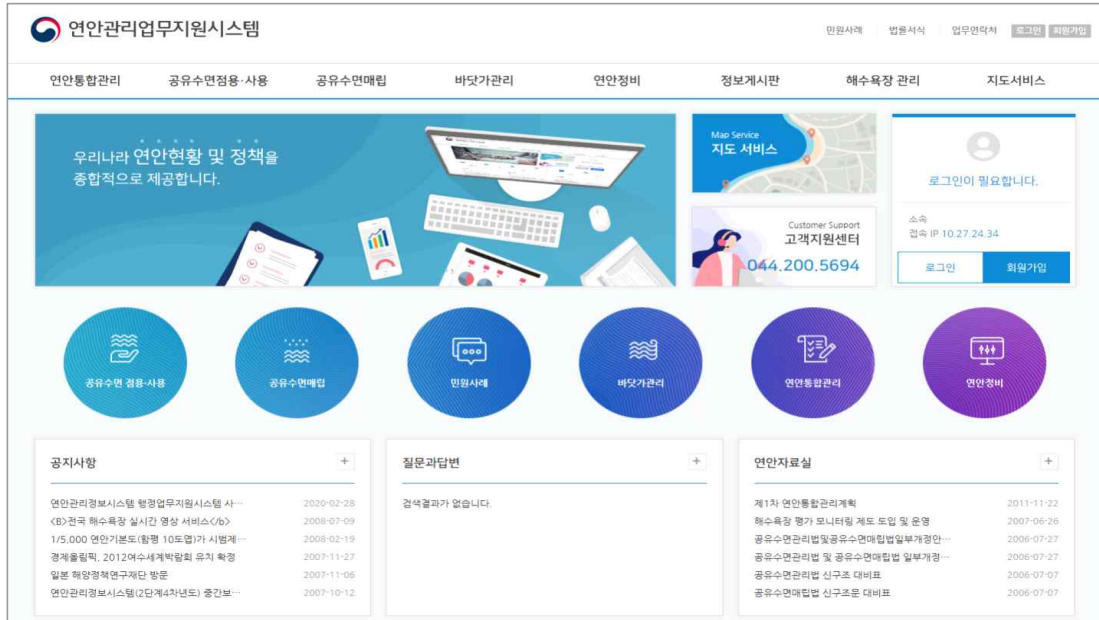 연안관리업무지원시스템
민원사례 법률서식 업무연락처 로그인 회원가입
연안통합관리 공유수면점용·사용 공유수면매립 바닷가관리 연안정비 정보게시판 해수욕장 관리 지도서비스
우리나라 연안현황 및 정책을
종합적으로 제공합니다.
Map Service
지도 서비스
Customer Support
고객지원센터
044.200.5694
로그인이 필요합니다.
소속
접속 IP 10.27.24.34
로그인 회원가입
공유수면 점용·사용 공유수면매립 민원사례 바닷가관리 연안통합관리 연안정비
공지사항 +
연안관리정보시스템 행정업무지원시스템 사… 2020-02-28
<B>전국 해수욕장 실시간 영상 서비스</b> 2008-07-09
1/5,000 연안기본도(함평 10도엽)가 시범제… 2008-02-19
경제올림픽, 2012여수세계박람회 유치 확정 2007-11-27
일본 해양정책연구재단 방문 2007-11-06
연안관리정보시스템(2단계4차년도) 중간보… 2007-10-12
질문과답변 +
검색결과가 없습니다.
연안자료실 +
제1차 연안통합관리계획 2011-11-22
해수욕장 평가 모니터링 제도 도입 및 운영 2007-06-26
공유수면관리법및공유수면매립법일부개정안… 2006-07-27
공유수면관리법 및 공유수면매립법 일부개정… 2006-07-27
공유수면관리법 신구조 대비표 2006-07-07
공유수면매립법 신구조문 대비표 2006-07-07